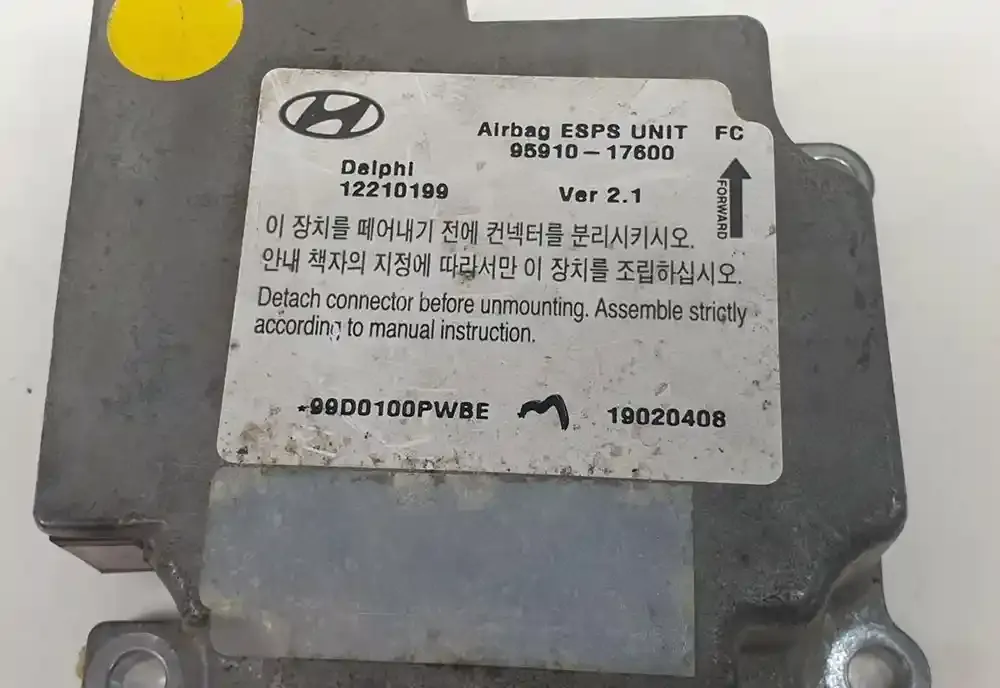 Airbag ESPS UNIT FC
95910-17600
Delphi
12210199
Ver 2.1
FORWARD
이 장치를 떼어내기 전에 컨넥터를 분리시키시오.
안내 책자의 지정에 따라서만 이 장치를 조립하십시오.
Detach connector before unmounting. Assemble strictly
according to manual instruction.
*99D0100PWBE 19020408